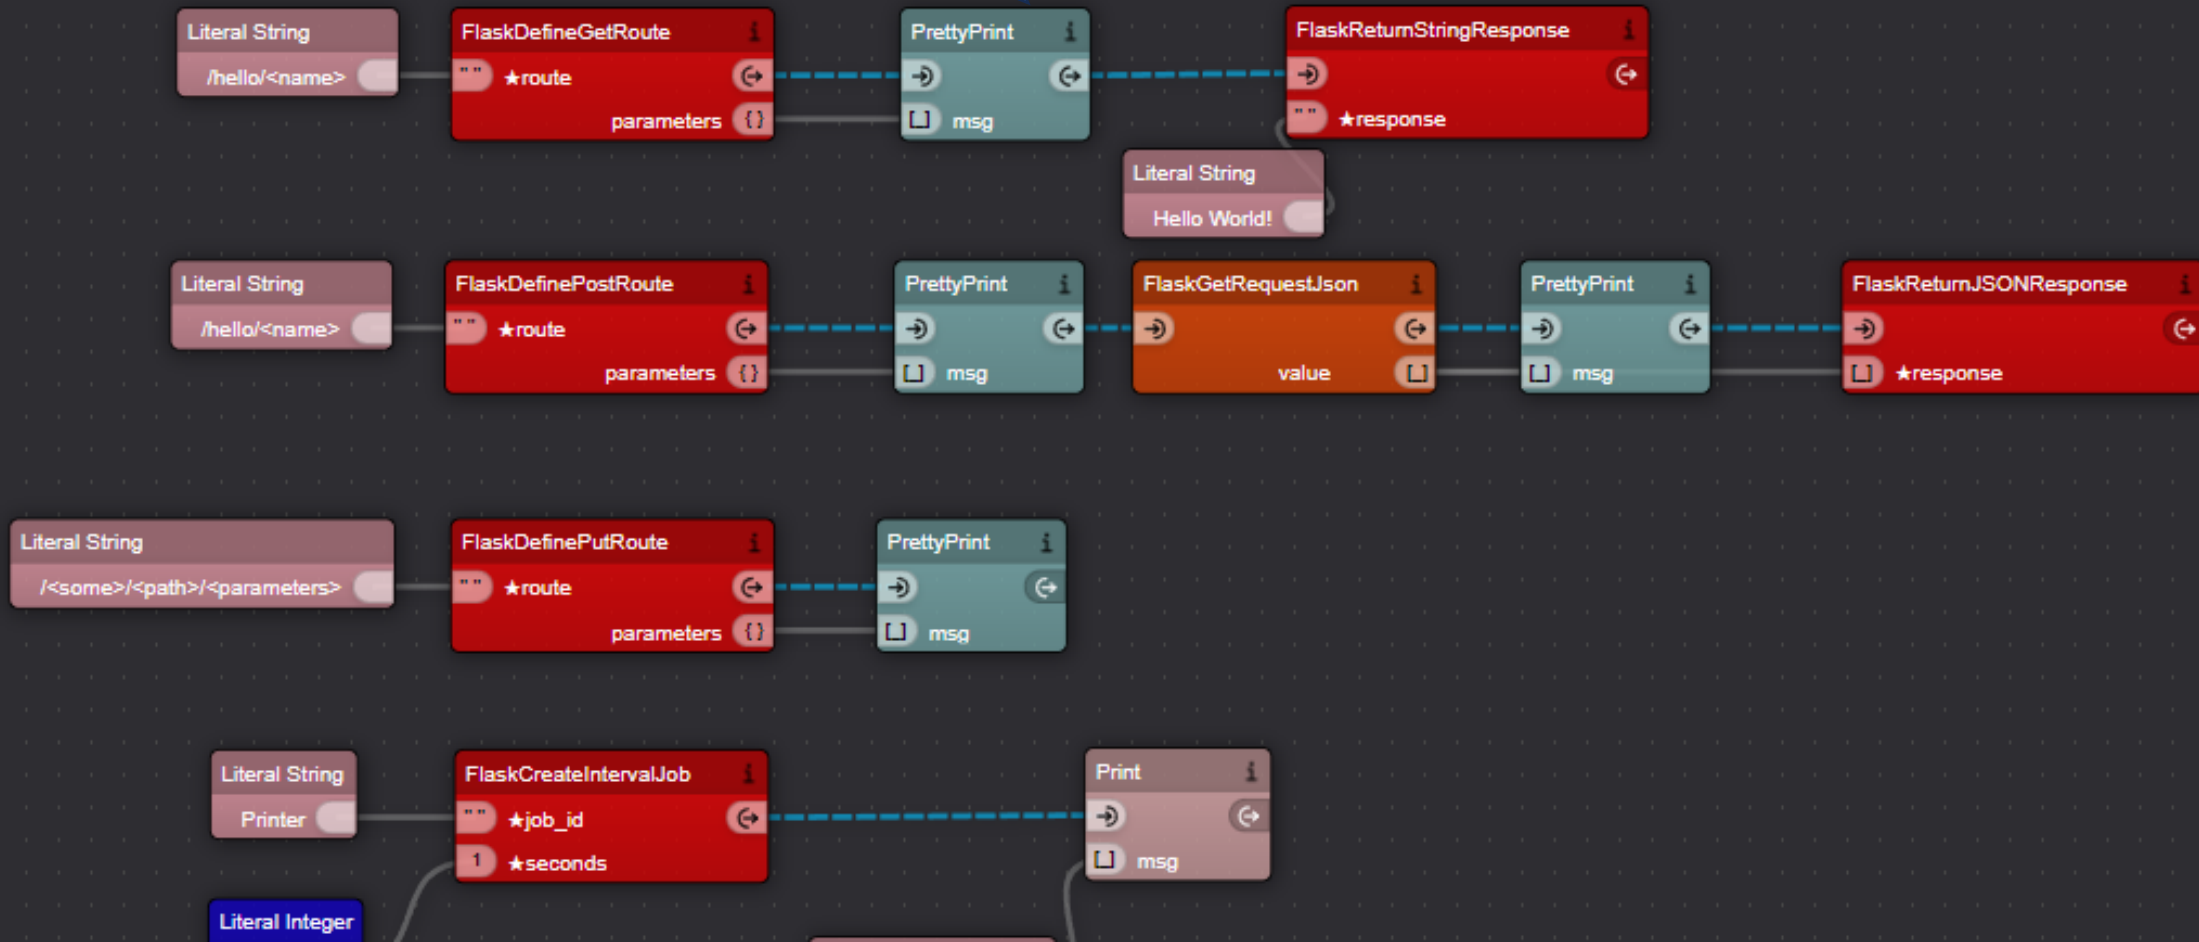 Literal String
/hello/<name>
FlaskDefineGetRoute i
" " ★route
parameters { }
PrettyPrint i
[ ] msg
FlaskReturnStringResponse i
" " ★response
Literal String
Hello World!
Literal String
/hello/<name>
FlaskDefinePostRoute i
" " ★route
parameters { }
PrettyPrint i
[ ] msg
FlaskGetRequestJson i
value [ ]
PrettyPrint i
[ ] msg
FlaskReturnJSONResponse i
[ ] ★response
Literal String
/<some>/<path>/<parameters>
FlaskDefinePutRoute i
" " ★route
parameters { }
PrettyPrint i
[ ] msg
Literal String
Printer
FlaskCreateIntervalJob i
" " ★job_id
1 ★seconds
Print i
[ ] msg
Literal Integer